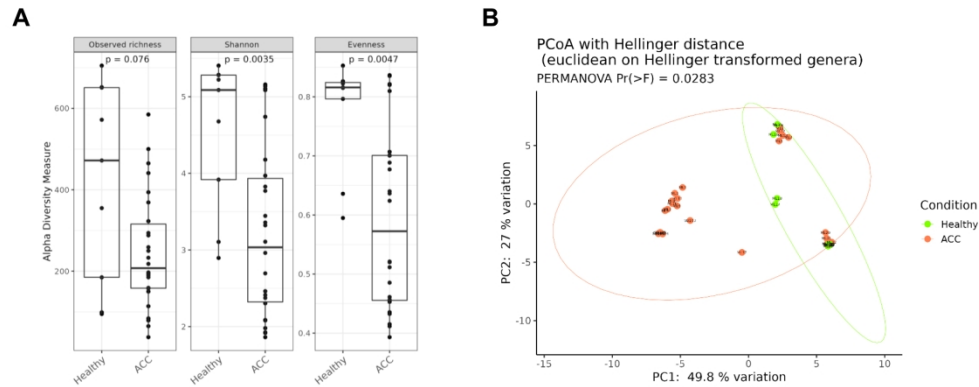 A
Observed richness
Shannon
Evenness
p = 0.076
p = 0.0035
p = 0.0047
Alpha Diversity Measure
600
400
200
5
4
3
2
0.8
0.7
0.6
0.5
0.4
Healthy
ACC
Healthy
ACC
Healthy
ACC
B
PCoA with Hellinger distance
(euclidean on Hellinger transformed genera)
PERMANOVA Pr(>F) = 0.0283
PC2: 27 % variation
5
0
-5
-10
-15
-10
-5
0
5
10
PC1: 49.8 % variation
Condition
Healthy
ACC